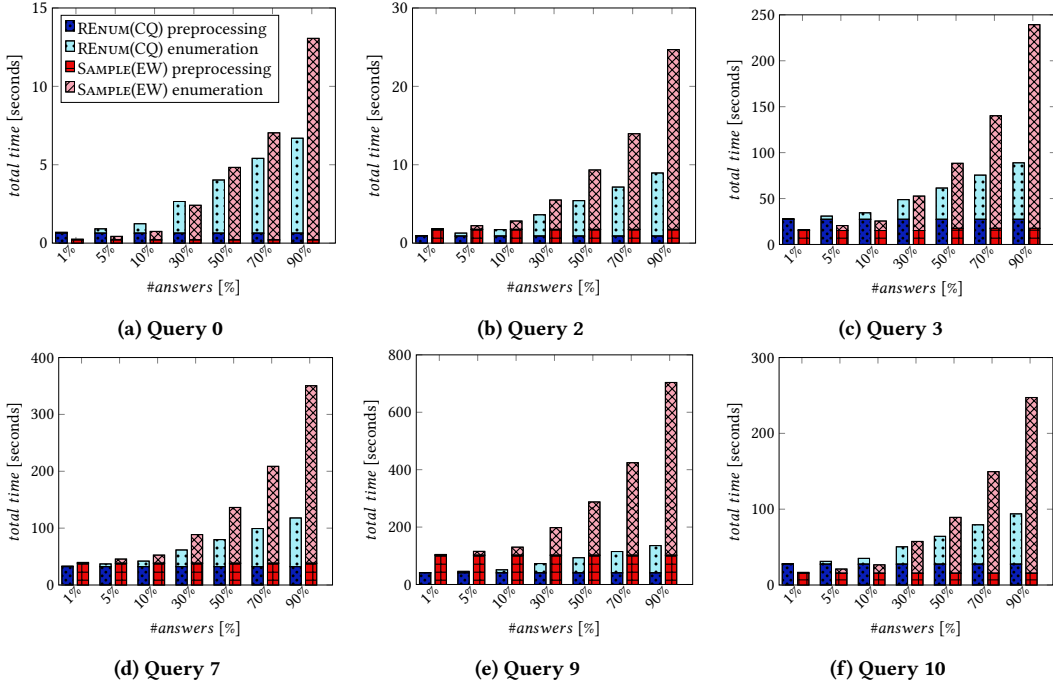 15
10
5
0
total time [seconds]
RENUM(CQ) preprocessing
RENUM(CQ) enumeration
SAMPLE(EW) preprocessing
SAMPLE(EW) enumeration
1% 5% 10% 30% 50% 70% 90%
#answers [%]
(a) Query 0
30
20
10
0
total time [seconds]
1% 5% 10% 30% 50% 70% 90%
#answers [%]
(b) Query 2
250
200
150
100
50
0
total time [seconds]
1% 5% 10% 30% 50% 70% 90%
#answers [%]
(c) Query 3
400
300
200
100
0
total time [seconds]
1% 5% 10% 30% 50% 70% 90%
#answers [%]
(d) Query 7
800
600
400
200
0
total time [seconds]
1% 5% 10% 30% 50% 70% 90%
#answers [%]
(e) Query 9
300
200
100
0
total time [seconds]
1% 5% 10% 30% 50% 70% 90%
#answers [%]
(f) Query 10